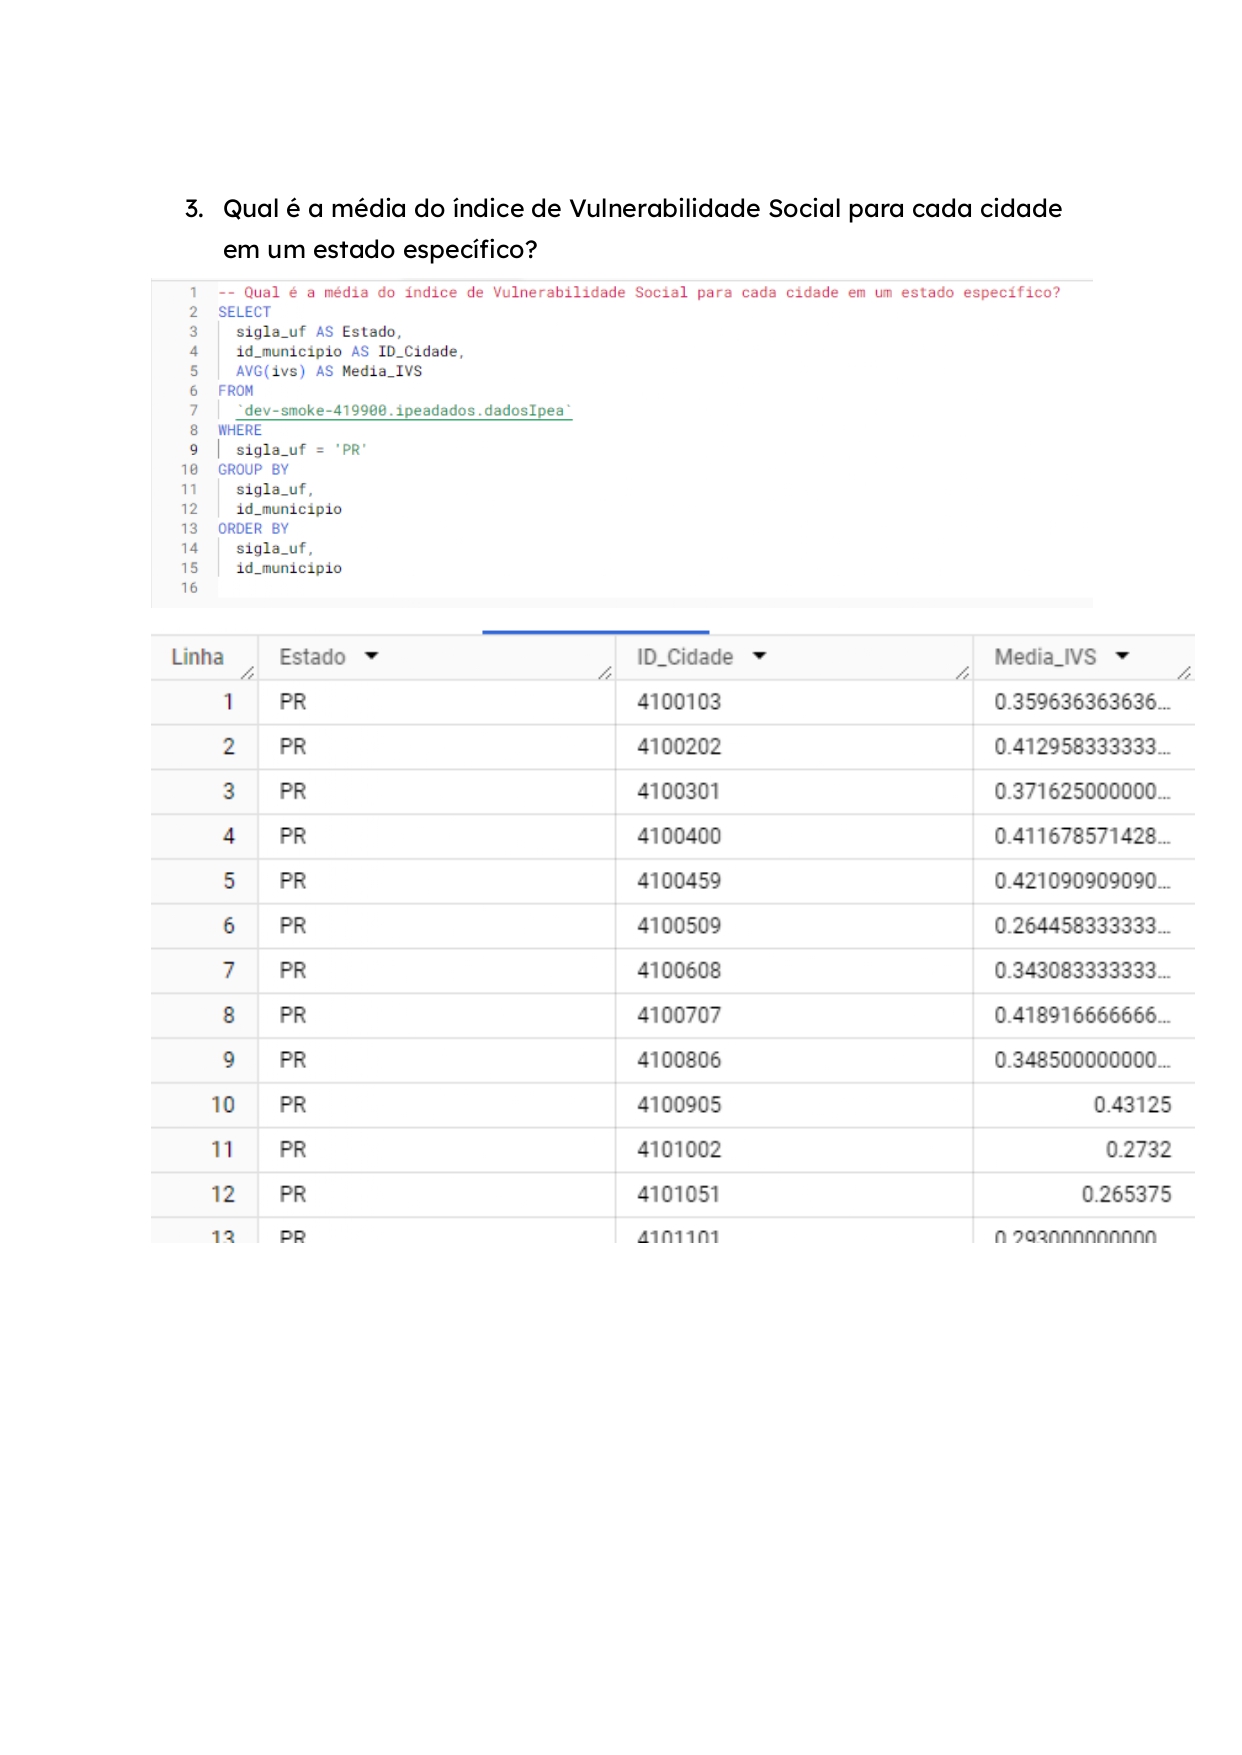 3. Qual é a média do índice de Vulnerabilidade Social para cada cidade
em um estado específico?
1 -- Qual é a média do índice de Vulnerabilidade Social para cada cidade em um estado específico?
2 SELECT
3 sigla_uf AS Estado,
4 id_municipio AS ID_Cidade,
5 AVG(ivs) AS Media_IVS
6 FROM
7 `dev-smoke-419900.ipeadados.dadosIpea`
8 WHERE
9 sigla_uf = 'PR'
10 GROUP BY
11 sigla_uf,
12 id_municipio
13 ORDER BY
14 sigla_uf,
15 id_municipio
16
Linha Estado ID_Cidade Media_IVS
1 PR 4100103 0.359636363636...
2 PR 4100202 0.412958333333...
3 PR 4100301 0.371625000000...
4 PR 4100400 0.411678571428...
5 PR 4100459 0.421090909090...
6 PR 4100509 0.264458333333...
7 PR 4100608 0.343083333333...
8 PR 4100707 0.418916666666...
9 PR 4100806 0.348500000000...
10 PR 4100905 0.43125
11 PR 4101002 0.2732
12 PR 4101051 0.265375
13 PR 4101101 0.293000000000